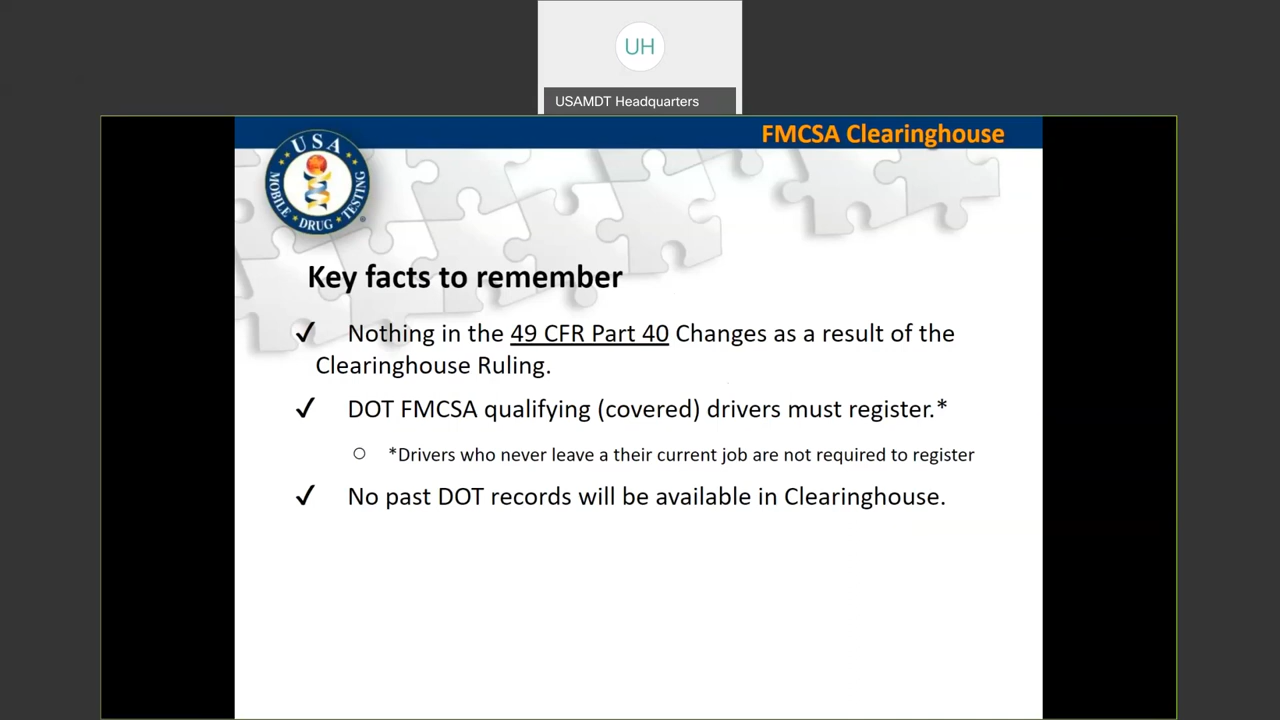 UH
USAMDT Headquarters
FMCSA Clearinghouse
USA
MOBILE DRUG TESTING
®
Key facts to remember
✓ Nothing in the 49 CFR Part 40 Changes as a result of the
Clearinghouse Ruling.
✓ DOT FMCSA qualifying (covered) drivers must register.*
○ *Drivers who never leave a their current job are not required to register
✓ No past DOT records will be available in Clearinghouse.